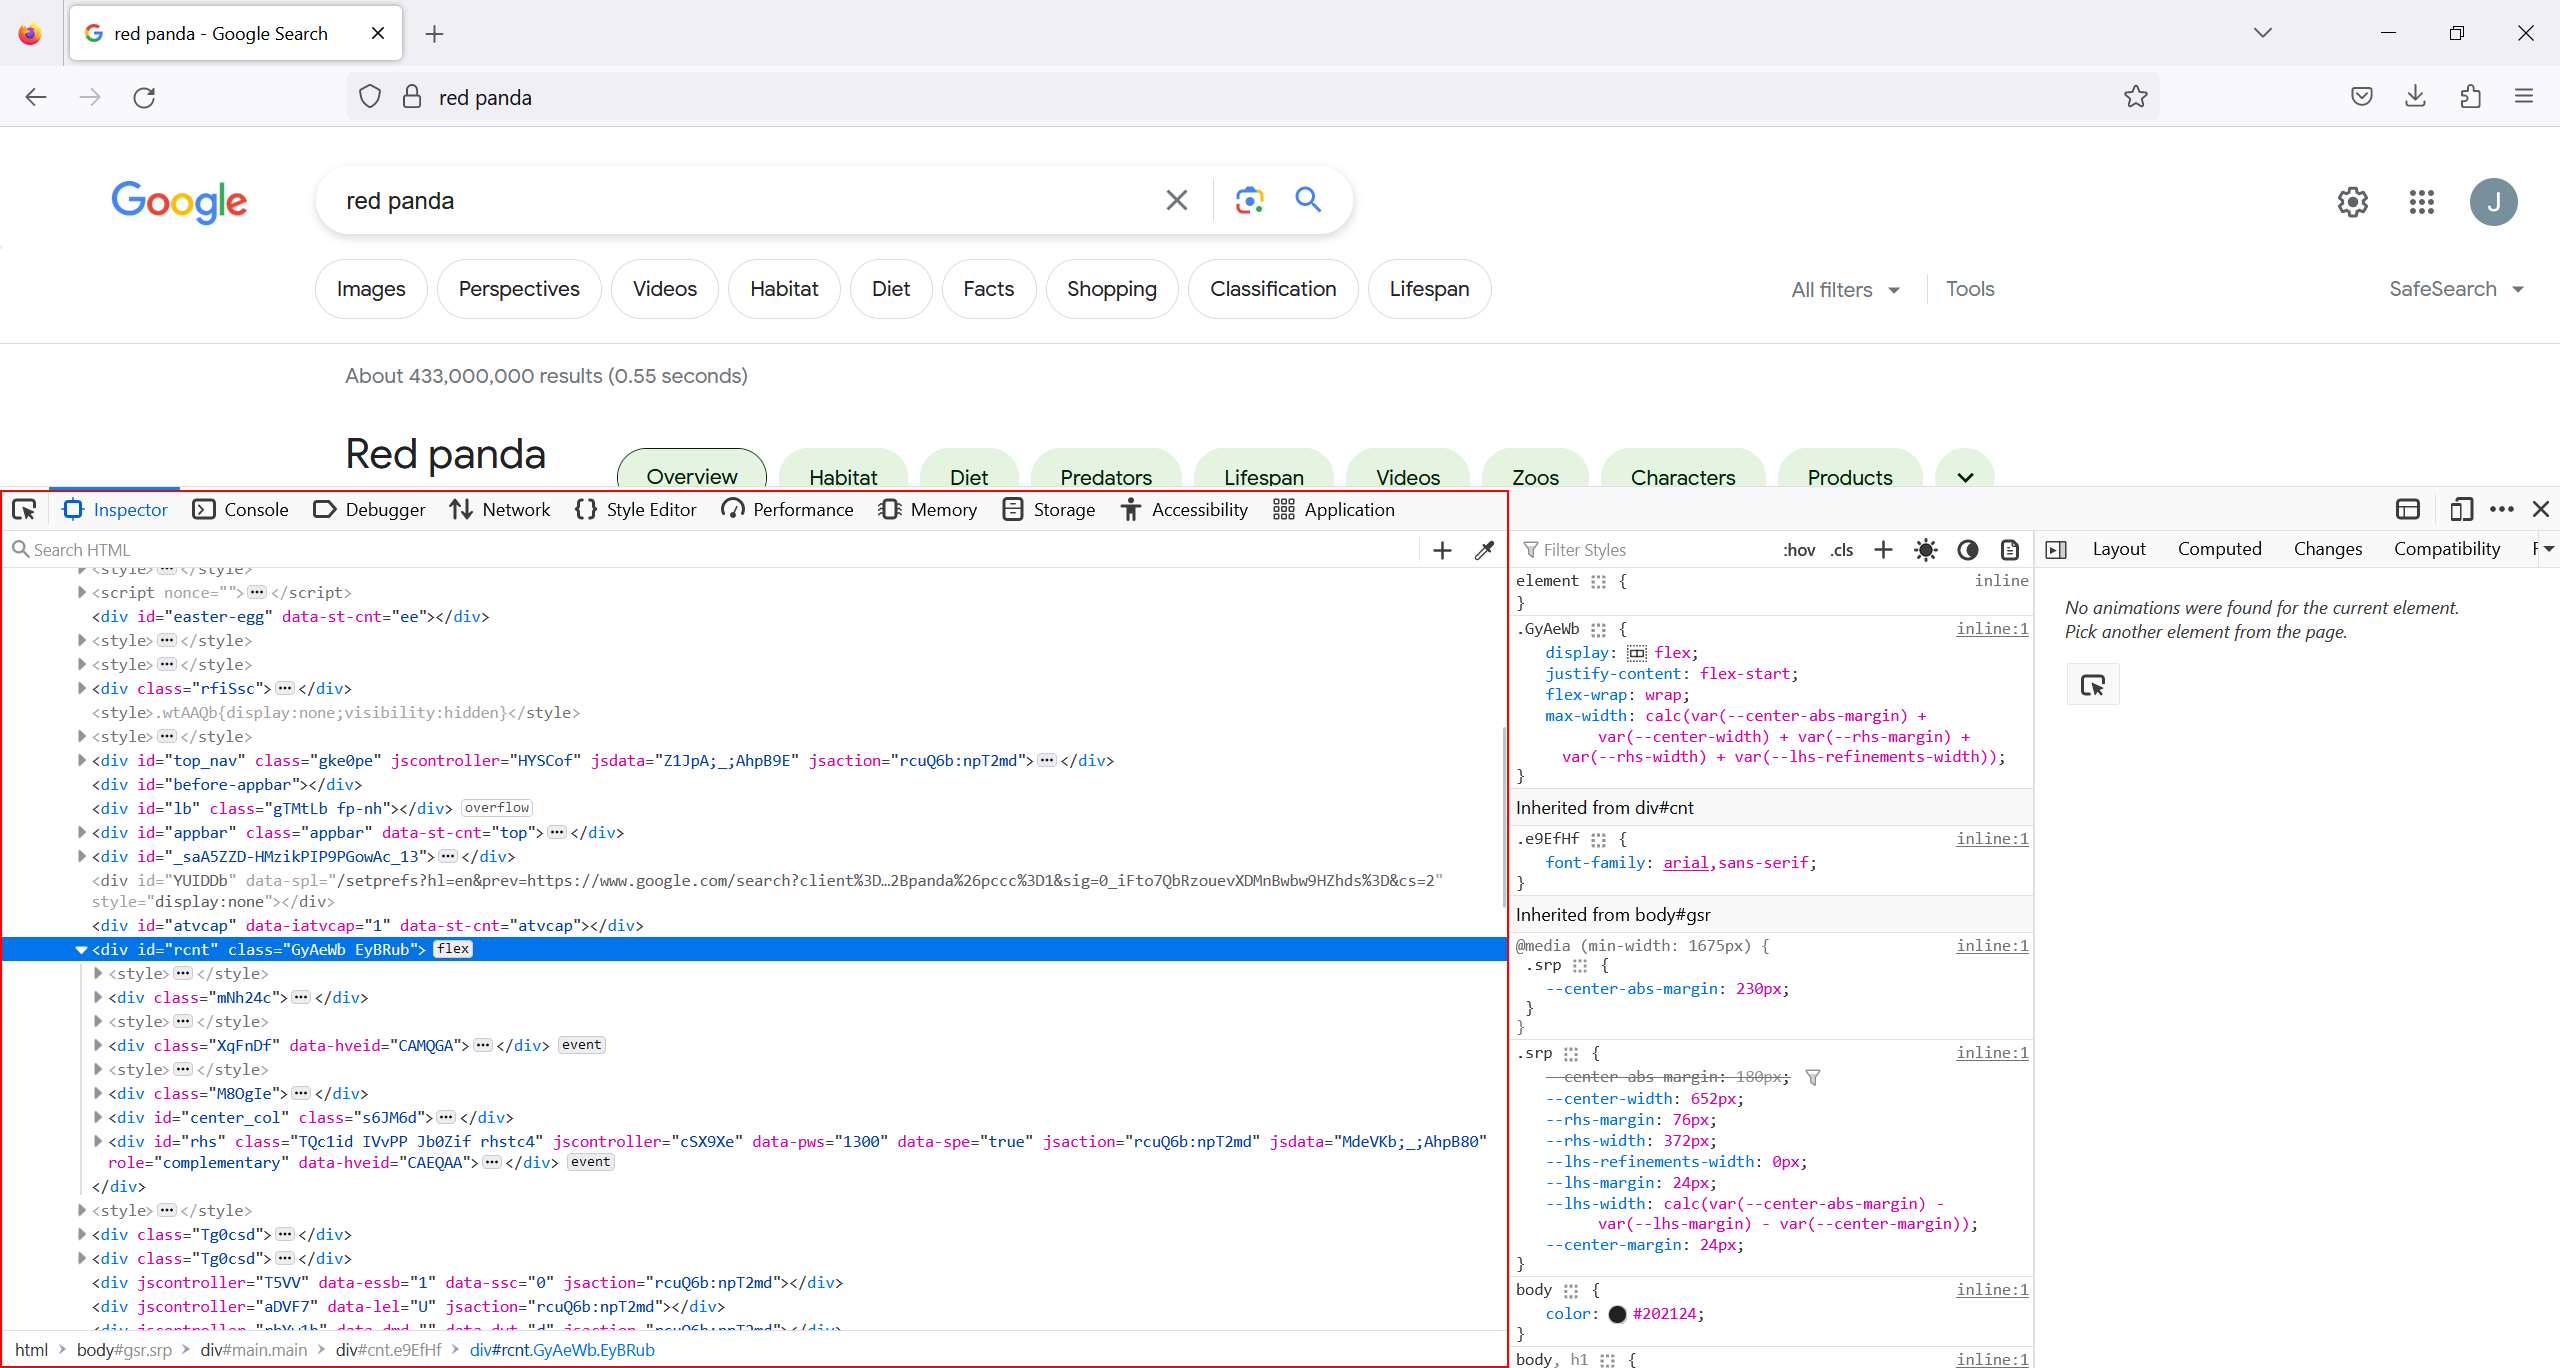 red panda - Google Search
red panda
Google
red panda
Images Perspectives Videos Habitat Diet Facts Shopping Classification Lifespan
All filters Tools SafeSearch
J
About 433,000,000 results (0.55 seconds)
Red panda
Overview Habitat Diet Predators Lifespan Videos Zoos Characters Products
Inspector Console Debugger Network Style Editor Performance Memory Storage Accessibility Application
Search HTML
<style></style>
<script nonce="">…</script>
<div id="easter-egg" data-st-cnt="ee"></div>
<style>…</style>
<style>…</style>
<div class="rfiSsc">…</div>
<style>.wtAAQb{display:none;visibility:hidden}</style>
<style>…</style>
<div id="top_nav" class="gke0pe" jscontroller="HYSCof" jsdata="Z1JpA;_;AhpB9E" jsaction="rcuQ6b:npT2md">…</div>
<div id="before-appbar"></div>
<div id="lb" class="gTMtLb fp-nh"></div> overflow
<div id="appbar" class="appbar" data-st-cnt="top">…</div>
<div id="_saA5ZZD-HMzikPIP9PGowAc_13">…</div>
<div id="YUIDDb" data-spl="/setprefs?hl=en&prev=https://www.google.com/search?client%3D…2Bpanda%26pccc%3D1&sig=0_iFto7QbRzouevXDMnBwbw9HZhds%3D&cs=2"
style="display:none"></div>
<div id="atvcap" data-iatvcap="1" data-st-cnt="atvcap"></div>
<div id="rcnt" class="GyAeWb EyBRub"> flex
<style>…</style>
<div class="mNh24c">…</div>
<style>…</style>
<div class="XqFnDf" data-hveid="CAMQGA">…</div> event
<style>…</style>
<div class="M8OgIe">…</div>
<div id="center_col" class="s6JM6d">…</div>
<div id="rhs" class="TQc1id IVvPP Jb0Zif rhstc4" jscontroller="cSX9Xe" data-pws="1300" data-spe="true" jsaction="rcuQ6b:npT2md" jsdata="MdeVKb;_;AhpB80"
role="complementary" data-hveid="CAEQAA">…</div> event
</div>
<style>…</style>
<div class="Tg0csd">…</div>
<div class="Tg0csd">…</div>
<div jscontroller="T5VV" data-essb="1" data-ssc="0" jsaction="rcuQ6b:npT2md"></div>
<div jscontroller="aDVF7" data-lel="U" jsaction="rcuQ6b:npT2md"></div>
html body#gsr.srp div#main.main div#cnt.e9EfHf div#rcnt.GyAeWb.EyBRub
Filter Styles :hov .cls
element { inline
}
.GyAeWb { inline:1
display: flex;
justify-content: flex-start;
flex-wrap: wrap;
max-width: calc(var(--center-abs-margin) +
var(--center-width) + var(--rhs-margin) +
var(--rhs-width) + var(--lhs-refinements-width));
}
Inherited from div#cnt
.e9EfHf { inline:1
font-family: arial,sans-serif;
}
Inherited from body#gsr
@media (min-width: 1675px) { inline:1
.srp {
--center-abs-margin: 230px;
}
}
.srp { inline:1
--center-abs-margin: 180px;
--center-width: 652px;
--rhs-margin: 76px;
--rhs-width: 372px;
--lhs-refinements-width: 0px;
--lhs-margin: 24px;
--lhs-width: calc(var(--center-abs-margin) -
var(--lhs-margin) - var(--center-margin));
--center-margin: 24px;
}
body { inline:1
color: #202124;
}
body, h1 { inline:1
Layout Computed Changes Compatibility
No animations were found for the current element.
Pick another element from the page.